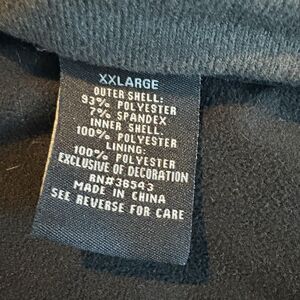 XXLARGE
OUTER SHELL:
93% POLYESTER
7% SPANDEX
INNER SHELL:
100% POLYESTER
LINING:
100% POLYESTER
EXCLUSIVE OF DECORATION
RN#36543
MADE IN CHINA
SEE REVERSE FOR CARE